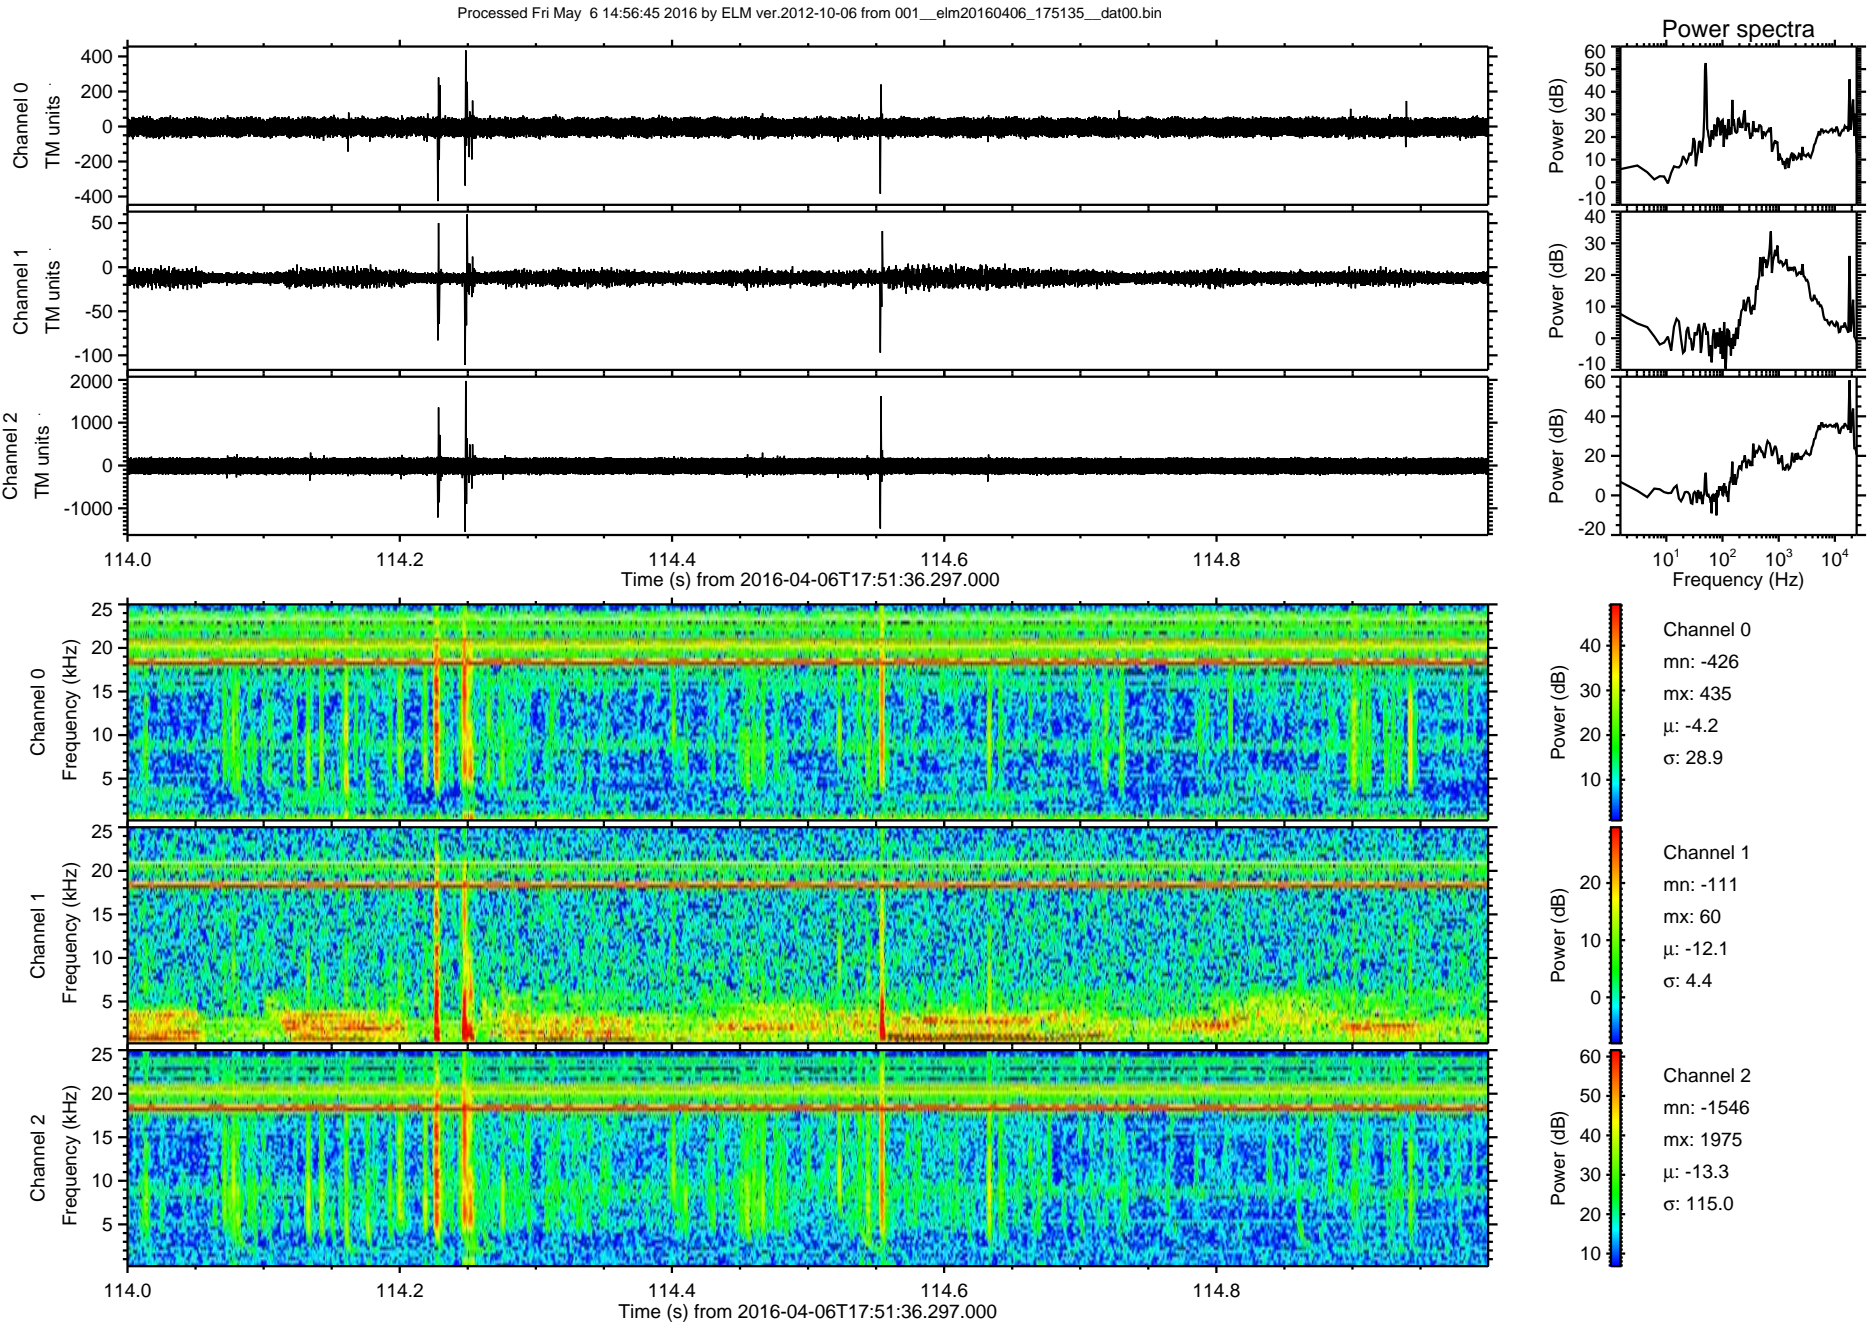 Processed Fri May  6 14:56:45 2016 by ELM ver.2012-10-06 from 001__elm20160406_175135__dat00.bin
Power spectra
Channel 0
TM units
400
200
0
-200
-400
Power (dB)
60
50
40
30
20
10
0
-10
Channel 1
TM units
50
0
-50
-100
Power (dB)
40
30
20
10
0
-10
Channel 2
TM units
2000
1000
0
-1000
Power (dB)
60
40
20
0
-20
114.0 114.2 114.4 114.6 114.8
Time (s) from 2016-04-06T17:51:36.297.000
10^1 10^2 10^3 10^4
Frequency (Hz)
Channel 0
Frequency (kHz)
25
20
15
10
5
Power (dB)
40
30
20
10
Channel 0
mn: -426
mx: 435
μ: -4.2
σ: 28.9
Channel 1
Frequency (kHz)
25
20
15
10
5
Power (dB)
20
10
0
Channel 1
mn: -111
mx: 60
μ: -12.1
σ: 4.4
Channel 2
Frequency (kHz)
25
20
15
10
5
Power (dB)
60
50
40
30
20
10
Channel 2
mn: -1546
mx: 1975
μ: -13.3
σ: 115.0
114.0 114.2 114.4 114.6 114.8
Time (s) from 2016-04-06T17:51:36.297.000